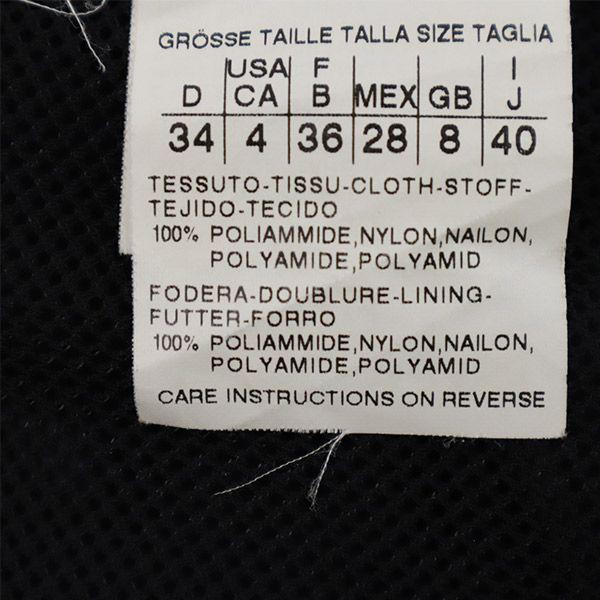 GRÖSSE TAILLE TALLA SIZE TAGLIA
USA F I
D CA B MEX GB J
34 4 36 28 8 40
TESSUTO-TISSU-CLOTH-STOFF-
TEJIDO-TECIDO
100% POLIAMMIDE,NYLON,NAILON,
POLYAMIDE,POLYAMID
FODERA-DOUBLURE-LINING-
FUTTER-FORRO
100% POLIAMMIDE,NYLON,NAILON,
POLYAMIDE,POLYAMID
CARE INSTRUCTIONS ON REVERSE